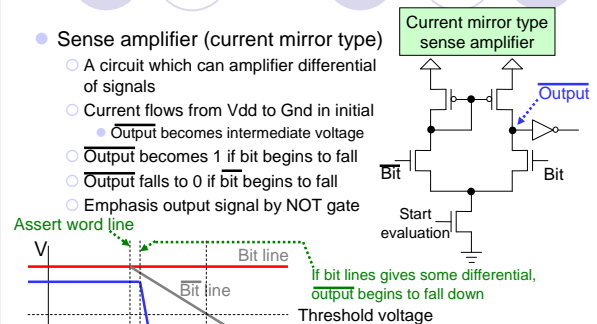 Sense amplifier (current mirror type)
A circuit which can amplifier differential
of signals
Current flows from Vdd to Gnd in initial
Output becomes intermediate voltage
Output becomes 1 if bit begins to fall
Output falls to 0 if bit begins to fall
Emphasis output signal by NOT gate
Current mirror type
sense amplifier
Output
Bit
Bit
Start
evaluation
Assert word line
V
Bit line
Bit line
If bit lines gives some differential,
output begins to fall down
Threshold voltage